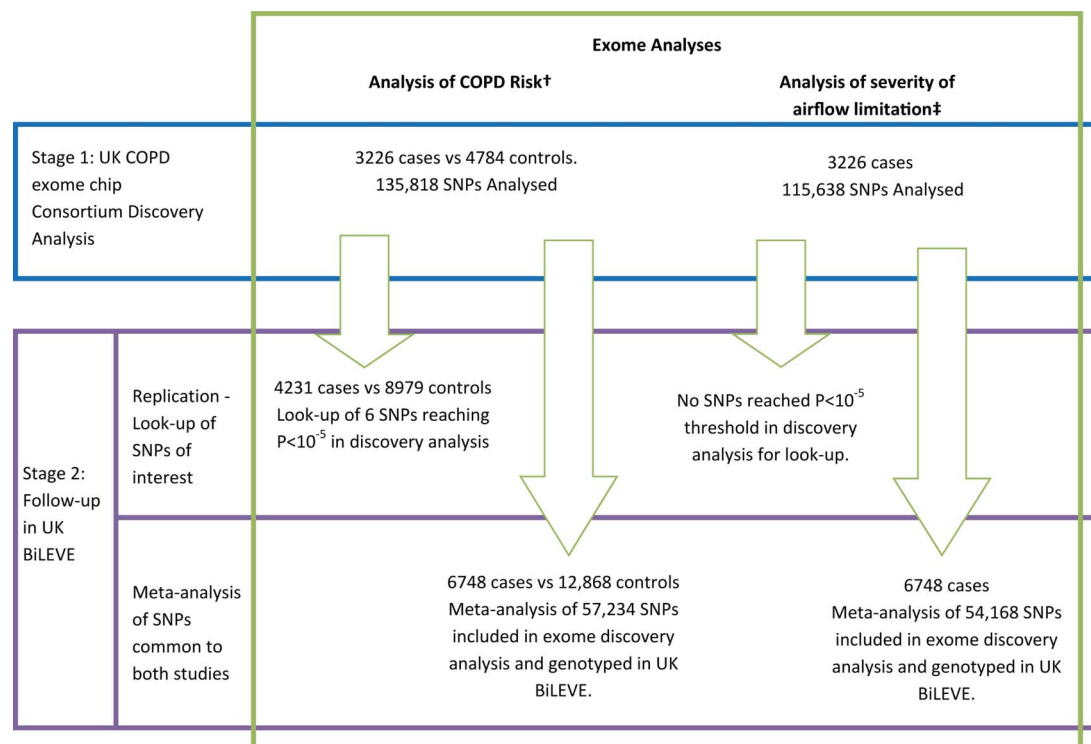 Exome Analyses
Analysis of COPD Risk†
Analysis of severity of
airflow limitation‡
Stage 1: UK COPD
exome chip
Consortium Discovery
Analysis
3226 cases vs 4784 controls.
135,818 SNPs Analysed
3226 cases
115,638 SNPs Analysed
Stage 2:
Follow-up
in UK
BiLEVE
Replication -
Look-up of
SNPs of
interest
4231 cases vs 8979 controls
Look-up of 6 SNPs reaching
P<10⁻⁵ in discovery analysis
No SNPs reached P<10⁻⁵
threshold in discovery
analysis for look-up.
Meta-analysis
of SNPs
common to
both studies
6748 cases vs 12,868 controls
Meta-analysis of 57,234 SNPs
included in exome discovery
analysis and genotyped in UK
BiLEVE.
6748 cases
Meta-analysis of 54,168 SNPs
included in exome discovery
analysis and genotyped in UK
BiLEVE.